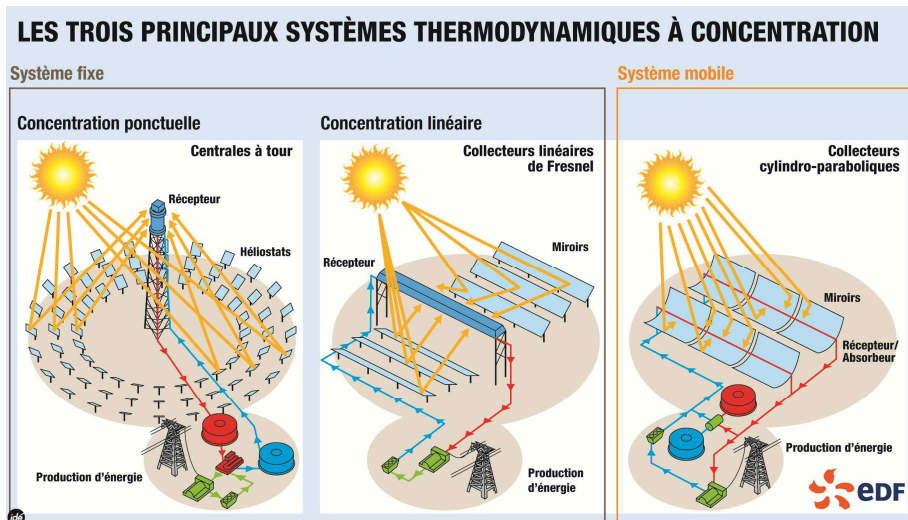 LES TROIS PRINCIPAUX SYSTÈMES THERMODYNAMIQUES À CONCENTRATION
Système fixe
Système mobile
Concentration ponctuelle
Concentration linéaire
Centrales à tour
Récepteur
Héliostats
Production d'énergie
Collecteurs linéaires
de Fresnel
Miroirs
Récepteur
Production
d'énergie
Collecteurs
cylindro-paraboliques
Miroirs
Récepteur/
Absorbeur
Production d'énergie
eDF
idé